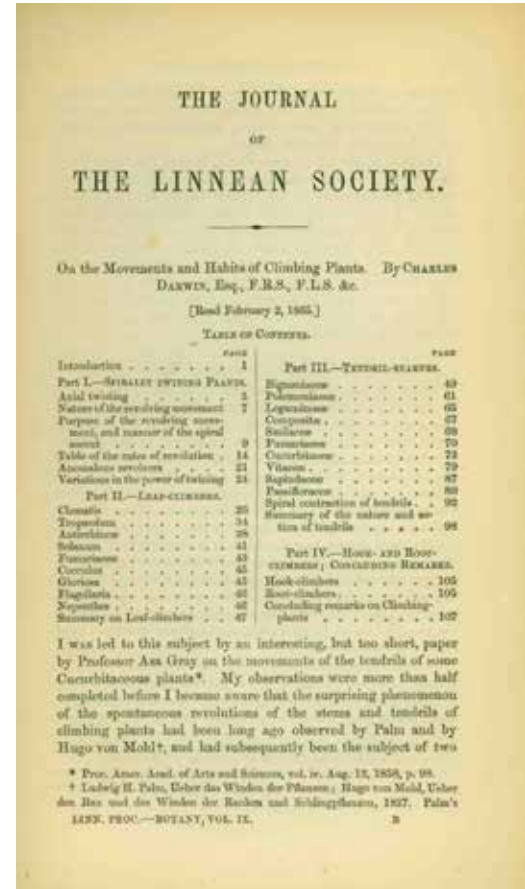 THE JOURNAL
OF
THE LINNEAN SOCIETY.
On the Movements and Habits of Climbing Plants. By CHARLES
DARWIN, Esq., F.R.S., F.L.S. &c.
[Read February 2, 1865.]
TABLE OF CONTENTS.
PAGE
Introduction . . . . . . . 1
Part I.—SPIRALLY TWINING PLANTS.
Axial twisting . . . . . . 5
Nature of the revolving movement 7
Purpose of the revolving move-
ment, and manner of the spiral
ascent . . . . . . . 9
Table of the rates of revolution . 14
Anomalous revolvers . . . . 21
Variations in the power of twining 24
Part II.—LEAF-CLIMBERS.
Clematis . . . . . . . .
Tropæolum . . . . . . . 34
Antirrhineæ . . . . . . 38
Solanum . . . . . . . . 41
Fumariaceæ . . . . . . . 43
Cocculus . . . . . . . . 45
Gloriosa . . . . . . . . 45
Flagellaria . . . . . . . 46
Nepenthes . . . . . . . 46
Summary on Leaf-climbers . . 47
PAGE
Part III.—TENDRIL-BEARERS.
Bignoniaceæ . . . . . . . 49
Polemoniaceæ . . . . . . 61
Leguminosæ . . . . . . . 65
Compositæ . . . . . . . 67
Smilaceæ . . . . . . . . 69
Fumariaceæ . . . . . . . 70
Cucurbitaceæ . . . . . . 73
Vitaceæ . . . . . . . . 79
Sapindaceæ . . . . . . . 87
Passifloraceæ . . . . . . 89
Spiral contraction of tendrils . . 92
Summary of the nature and ac-
tion of tendrils . . . . . 98
Part IV.—HOOK- AND ROOT-
CLIMBERS; CONCLUDING REMARKS.
Hook-climbers . . . . . . 105
Root-climbers . . . . . . 105
Concluding remarks on Climbing-
plants . . . . . . . . 107
I WAS led to this subject by an interesting, but too short, paper
by Professor Asa Gray on the movements of the tendrils of some
Cucurbitaceous plants*. My observations were more than half
completed before I became aware that the surprising phenomenon
of the spontaneous revolutions of the stems and tendrils of
climbing plants had been long ago observed by Palm and by
Hugo von Mohl†, and had subsequently been the subject of two
* Proc. Amer. Acad. of Arts and Sciences, vol. iv. Aug. 12, 1858, p. 98.
† Ludwig H. Palm, Ueber das Winden der Pflanzen; Hugo von Mohl, Ueber
den Bau und das Winden der Ranken und Schlingpflanzen, 1827. Palm's
LINN. PROC.—BOTANY, VOL. IX. B